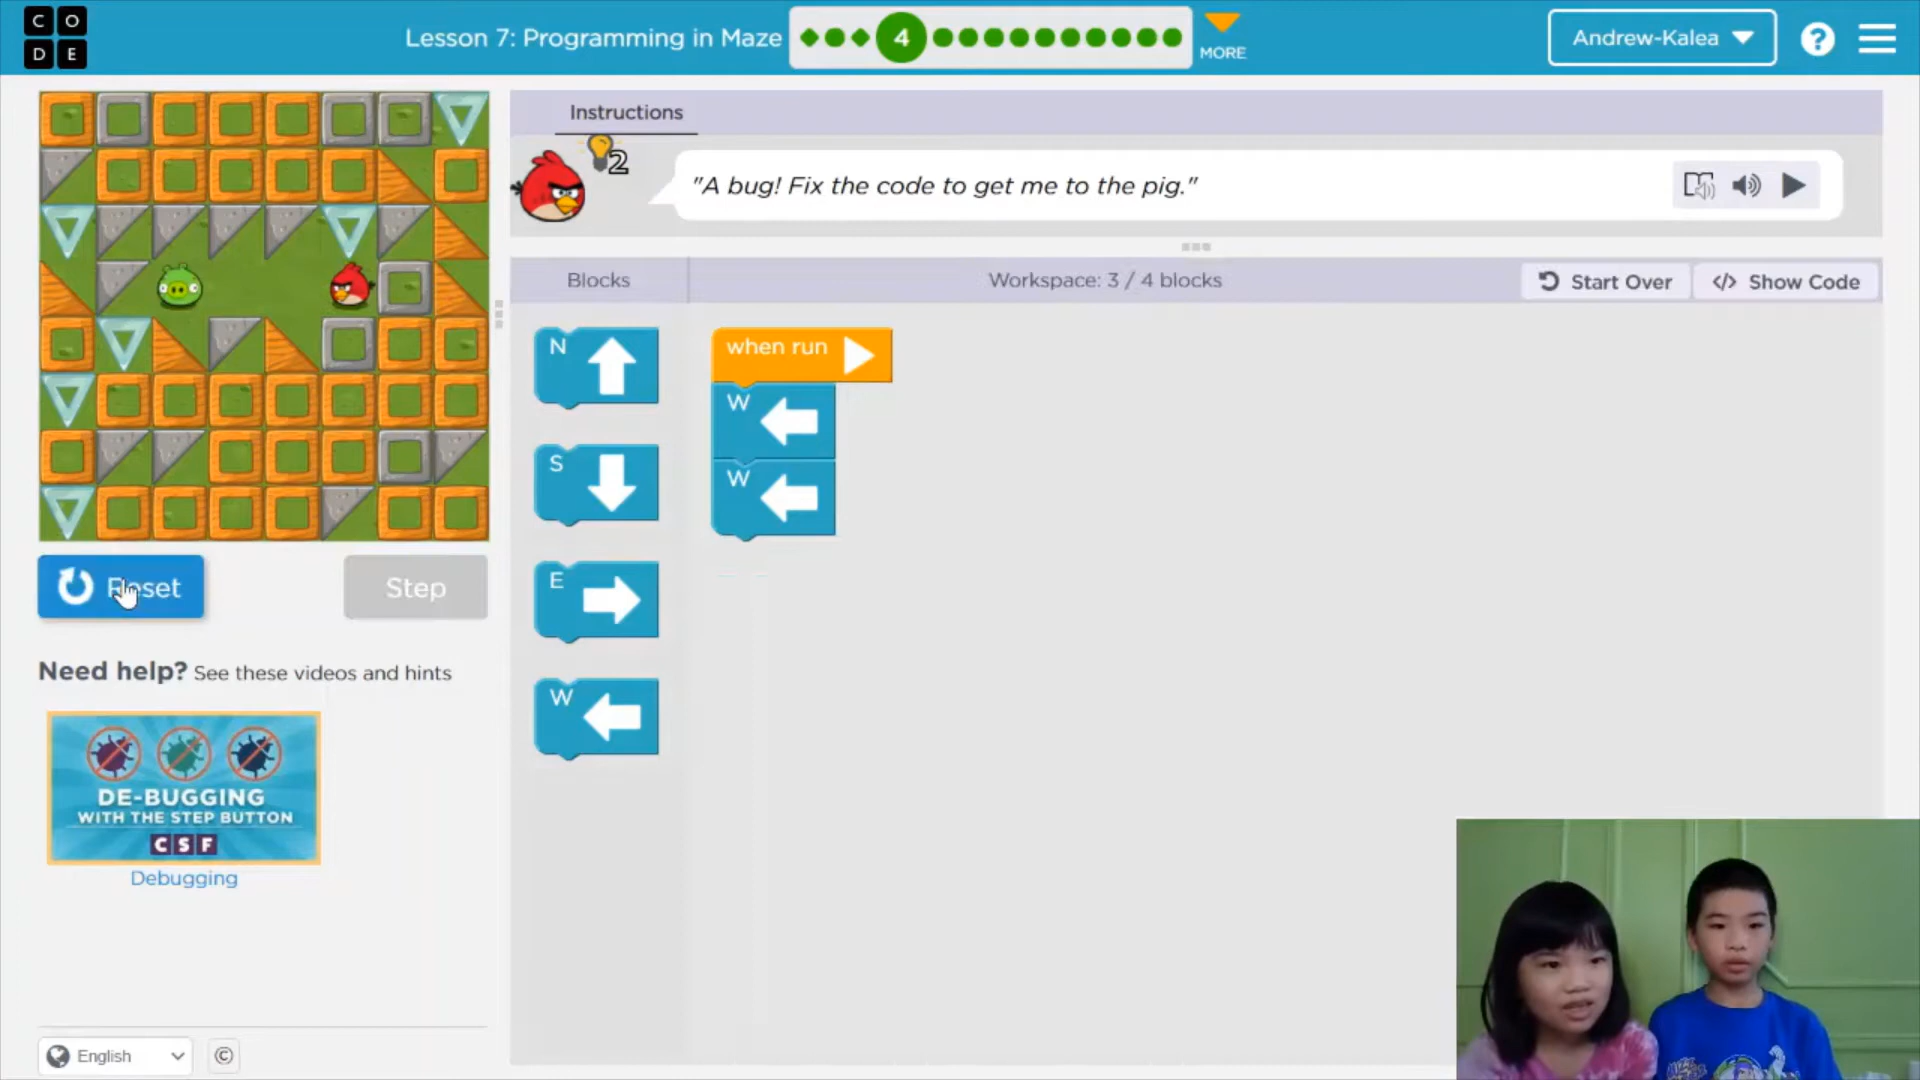 C O
D E
Lesson 7: Programming in Maze
4
MORE
Andrew-Kalea
?
Instructions
2
"A bug! Fix the code to get me to the pig."
Blocks
Workspace: 3 / 4 blocks
Start Over
</> Show Code
N
S
E
W
when run
W
W
Reset
Step
Need help? See these videos and hints
DE-BUGGING
WITH THE STEP BUTTON
C S F
Debugging
English
©